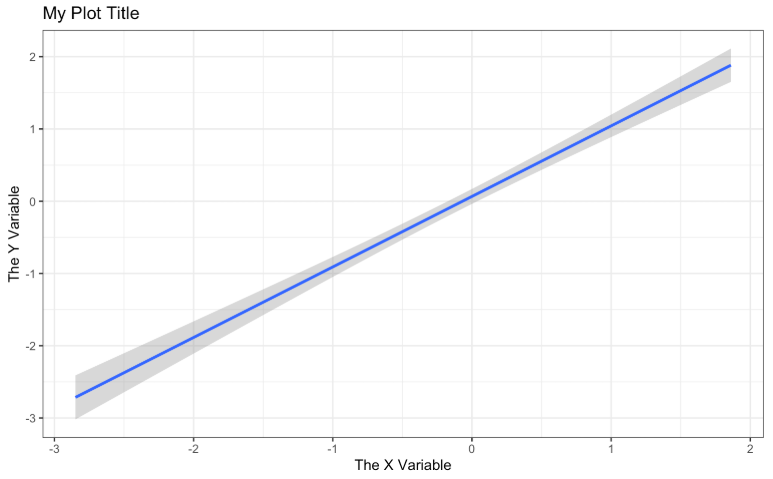 My Plot Title
The Y Variable
2
1
0
-1
-2
-3
-3 -2 -1 0 1 2
The X Variable